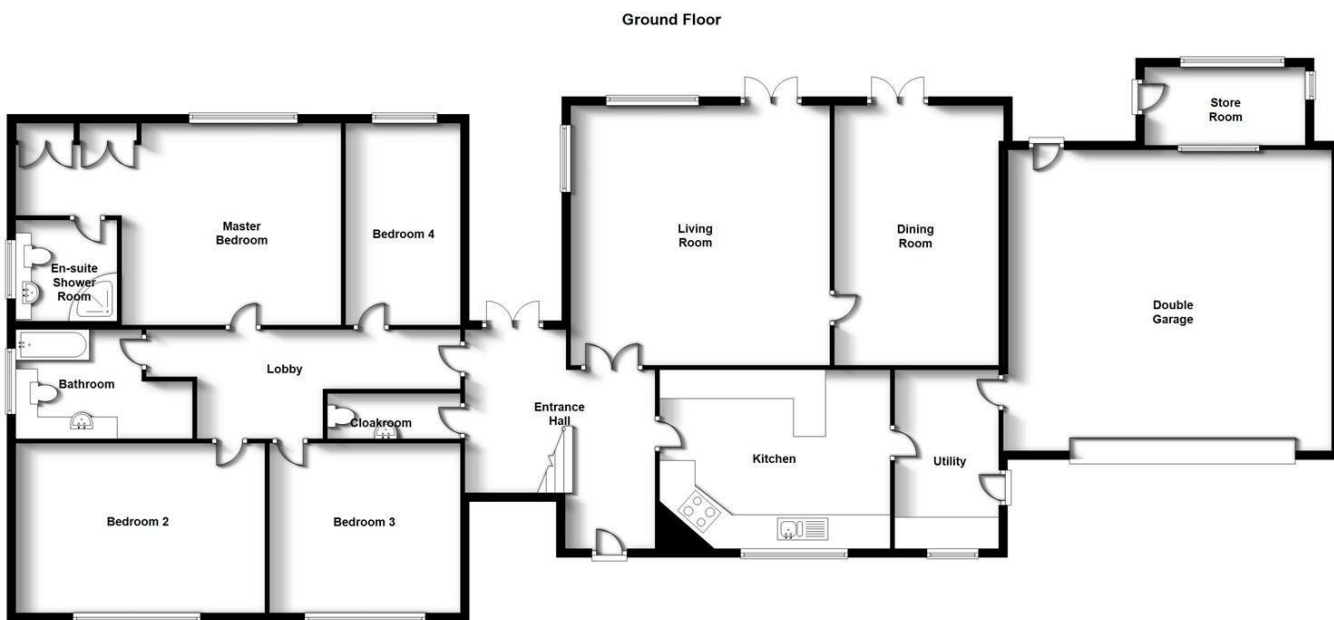 Ground Floor
Store
Room
Master
Bedroom
Bedroom 4
Living
Room
Dining
Room
En-suite
Shower
Room
Double
Garage
Bathroom
Lobby
Cloakroom
Entrance
Hall
Kitchen
Utility
Bedroom 2
Bedroom 3